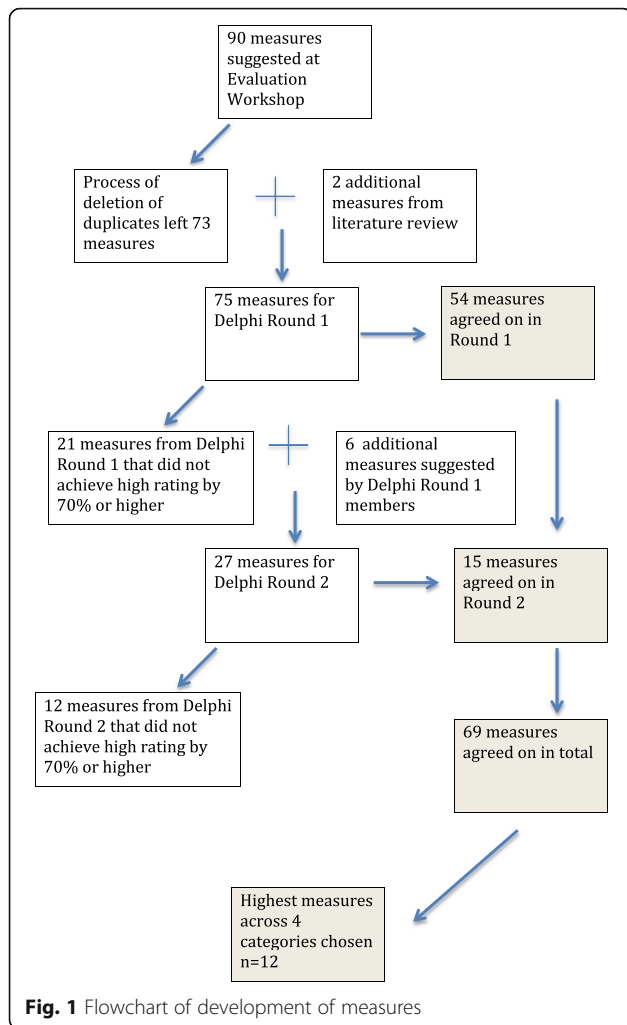 90 measures
suggested at
Evaluation
Workshop
Process of
deletion of
duplicates left 73
measures
2 additional
measures from
literature review
75 measures for
Delphi Round 1
54 measures
agreed on in
Round 1
21 measures from Delphi
Round 1 that did not
achieve high rating by
70% or higher
6 additional
measures suggested
by Delphi Round 1
members
27 measures for
Delphi Round 2
15 measures
agreed on in
Round 2
12 measures from Delphi
Round 2 that did not
achieve high rating by
70% or higher
69 measures
agreed on in total
Highest measures
across 4
categories chosen
n=12
Fig. 1 Flowchart of development of measures